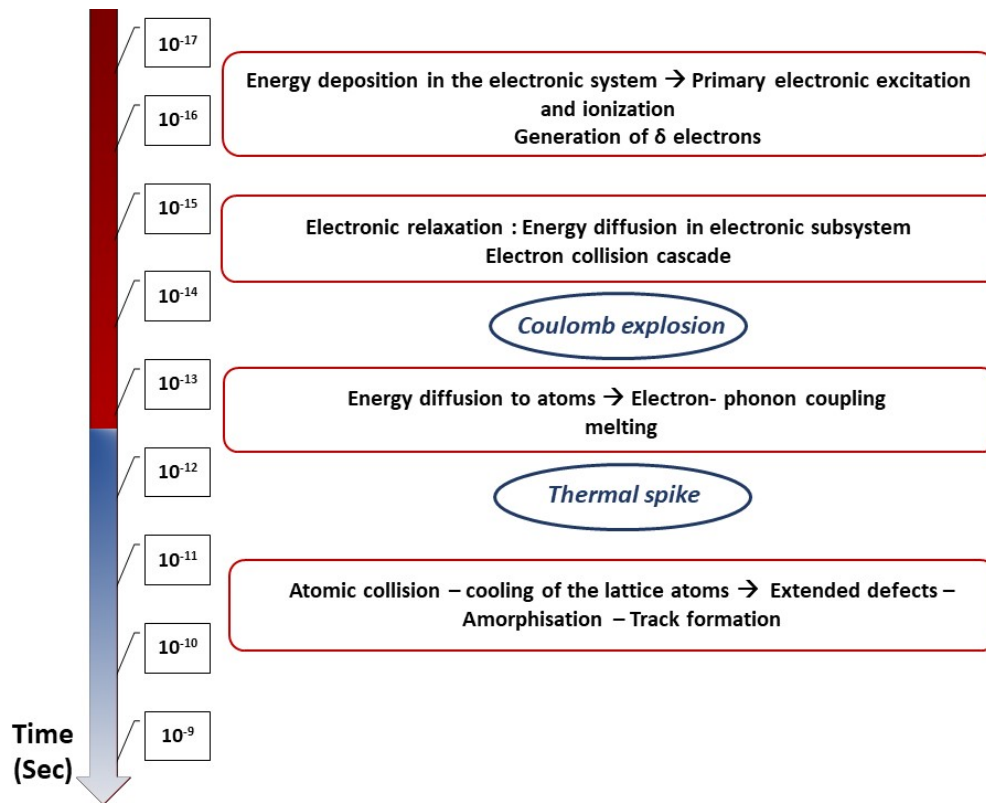 10⁻¹⁷
Energy deposition in the electronic system → Primary electronic excitation
and ionization
10⁻¹⁶
Generation of δ electrons
10⁻¹⁵
Electronic relaxation : Energy diffusion in electronic subsystem
Electron collision cascade
10⁻¹⁴
Coulomb explosion
10⁻¹³
Energy diffusion to atoms → Electron- phonon coupling
melting
10⁻¹²
Thermal spike
10⁻¹¹
Atomic collision – cooling of the lattice atoms → Extended defects –
Amorphisation – Track formation
10⁻¹⁰
10⁻⁹
Time
(Sec)